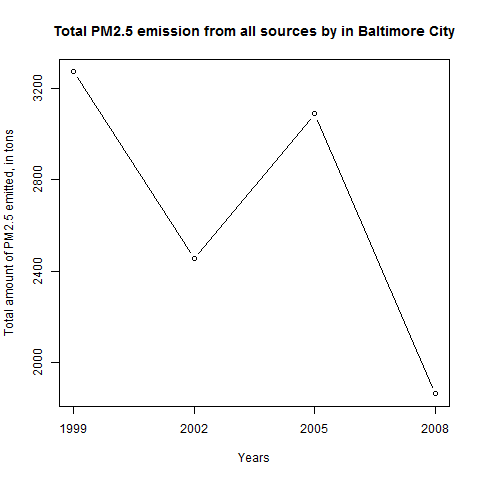 Total PM2.5 emission from all sources by in Baltimore City
Total amount of PM2.5 emitted, in tons
3200
2800
2400
2000
1999 2002 2005 2008
Years